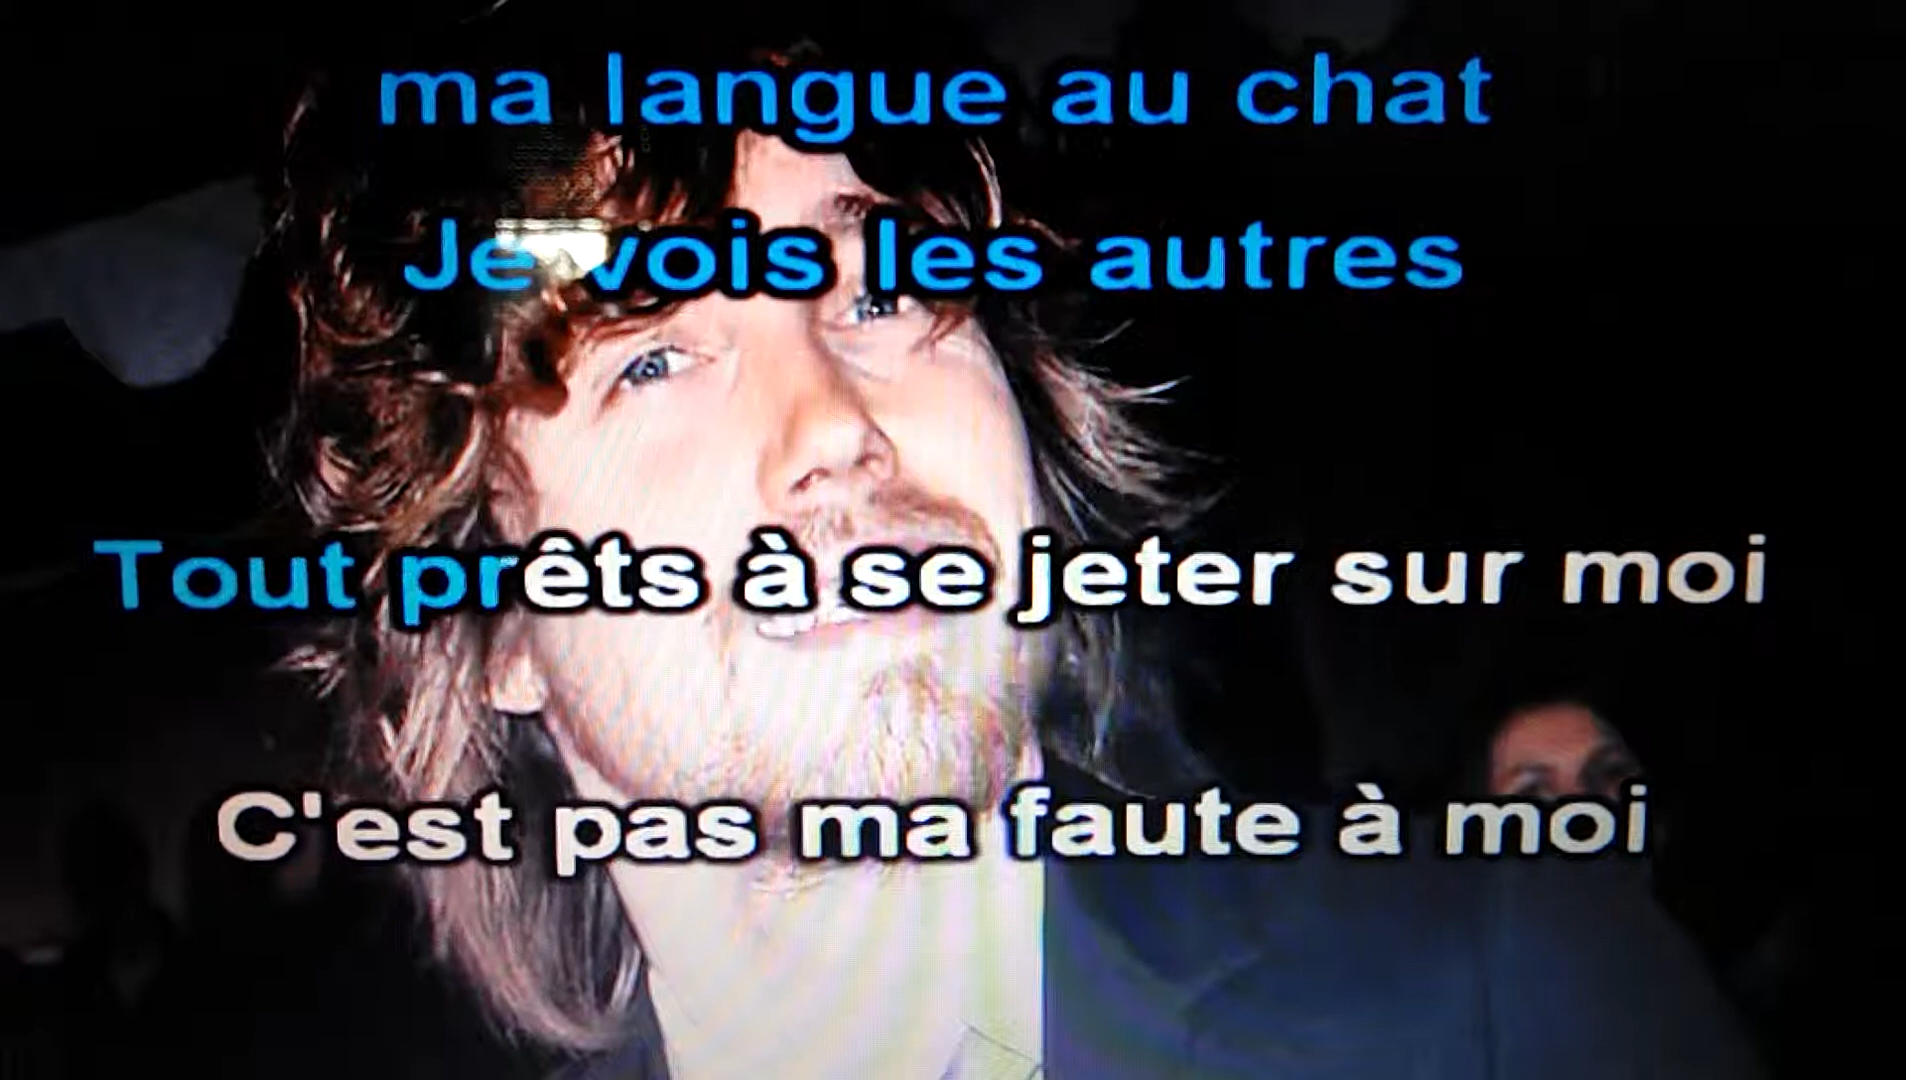 ma langue au chat
Je vois les autres
Tout prêts à se jeter sur moi
C'est pas ma faute à moi